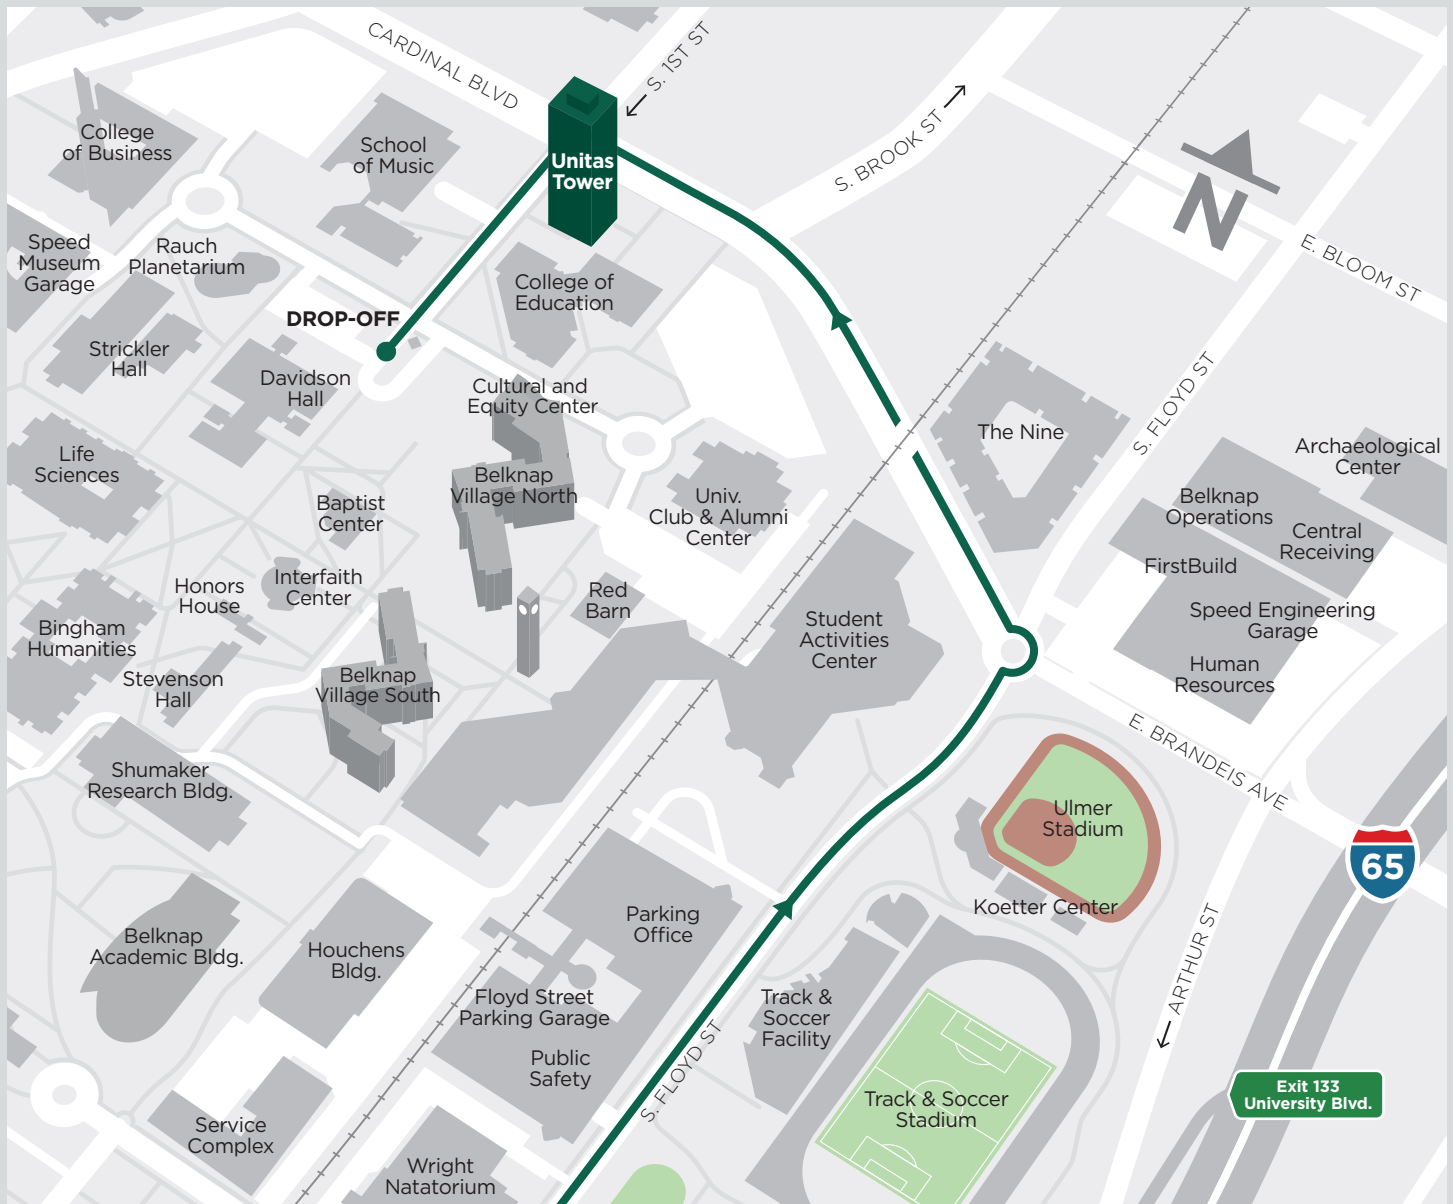 CARDINAL BLVD
S. 1ST ST
S. BROOK ST
College
of Business
School
of Music
Unitas
Tower
N
E. BLOOM ST
Speed
Museum
Garage
Rauch
Planetarium
College of
Education
DROP-OFF
Strickler
Hall
Davidson
Hall
Cultural and
Equity Center
S. FLOYD ST
The Nine
Archaeological
Center
Life
Sciences
Baptist
Center
Belknap
Village North
Univ.
Club & Alumni
Center
Belknap
Operations
Central
Receiving
FirstBuild
Honors
House
Interfaith
Center
Red
Barn
Student
Activities
Center
Speed Engineering
Garage
Bingham
Humanities
Stevenson
Hall
Belknap
Village South
Human
Resources
E. BRANDEIS AVE
Shumaker
Research Bldg.
Ulmer
Stadium
65
Koetter Center
Parking
Office
Belknap
Academic Bldg.
Houchens
Bldg.
ARTHUR ST
Floyd Street
Parking Garage
Track &
Soccer
Facility
Public
Safety
S. FLOYD ST
Exit 133
University Blvd.
Track & Soccer
Stadium
Service
Complex
Wright
Natatorium